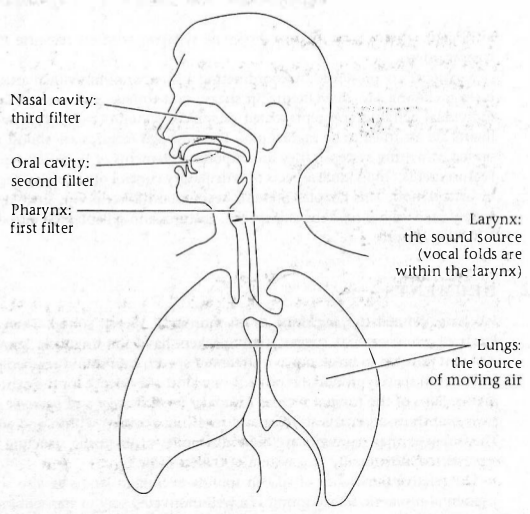 Nasal cavity:
third filter
Oral cavity:
second filter
Pharynx:
first filter
Larynx:
the sound source
(vocal folds are
within the larynx)
Lungs:
the source
of moving air